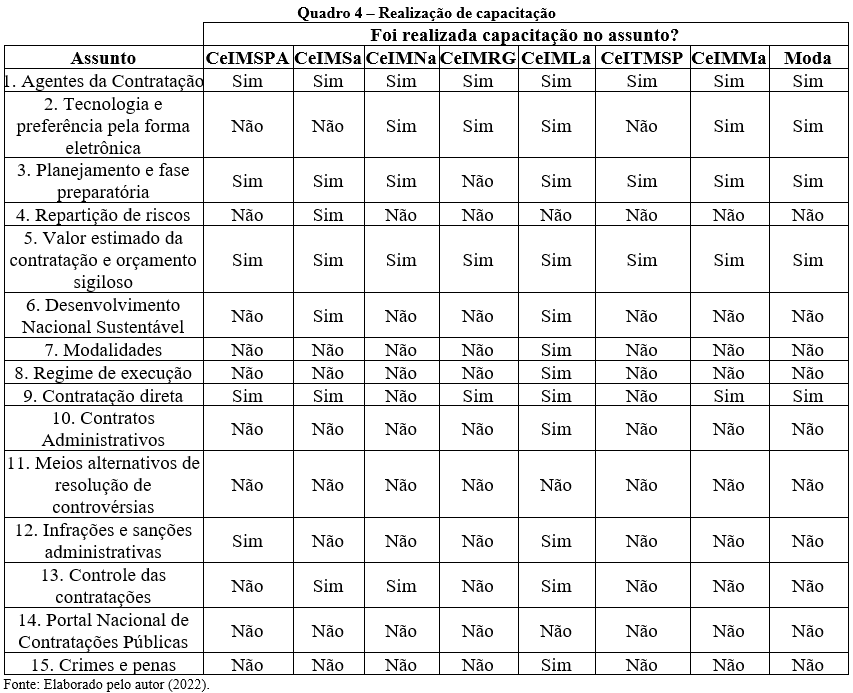 Quadro 4 – Realização de capacitação
Foi realizada capacitação no assunto?
Assunto CeIMSPA CeIMSa CeIMNa CeIMRG CeIMLa CeITMSP CeIMMa Moda
1. Agentes da Contratação Sim Sim Sim Sim Sim Sim Sim Sim
2. Tecnologia e
preferência pela forma
eletrônica
Não Não Sim Sim Sim Não Sim Sim
3. Planejamento e fase
preparatória
Sim Sim Sim Não Sim Sim Sim Sim
4. Repartição de riscos Não Sim Não Não Não Não Não Não
5. Valor estimado da
contratação e orçamento
sigiloso
Sim Sim Sim Sim Sim Sim Sim Sim
6. Desenvolvimento
Nacional Sustentável
Não Sim Não Não Sim Não Não Não
7. Modalidades Não Não Não Não Sim Não Não Não
8. Regime de execução Não Não Não Não Sim Não Não Não
9. Contratação direta Sim Sim Não Sim Sim Não Sim Sim
10. Contratos
Administrativos
Não Não Não Não Sim Não Não Não
11. Meios alternativos de
resolução de
controvérsias
Não Não Não Não Não Não Não Não
12. Infrações e sanções
administrativas
Sim Não Não Não Sim Não Não Não
13. Controle das
contratações
Não Sim Sim Não Sim Não Não Não
14. Portal Nacional de
Contratações Públicas
Não Não Não Não Não Não Não Não
15. Crimes e penas Não Não Não Não Sim Não Não Não
Fonte: Elaborado pelo autor (2022).